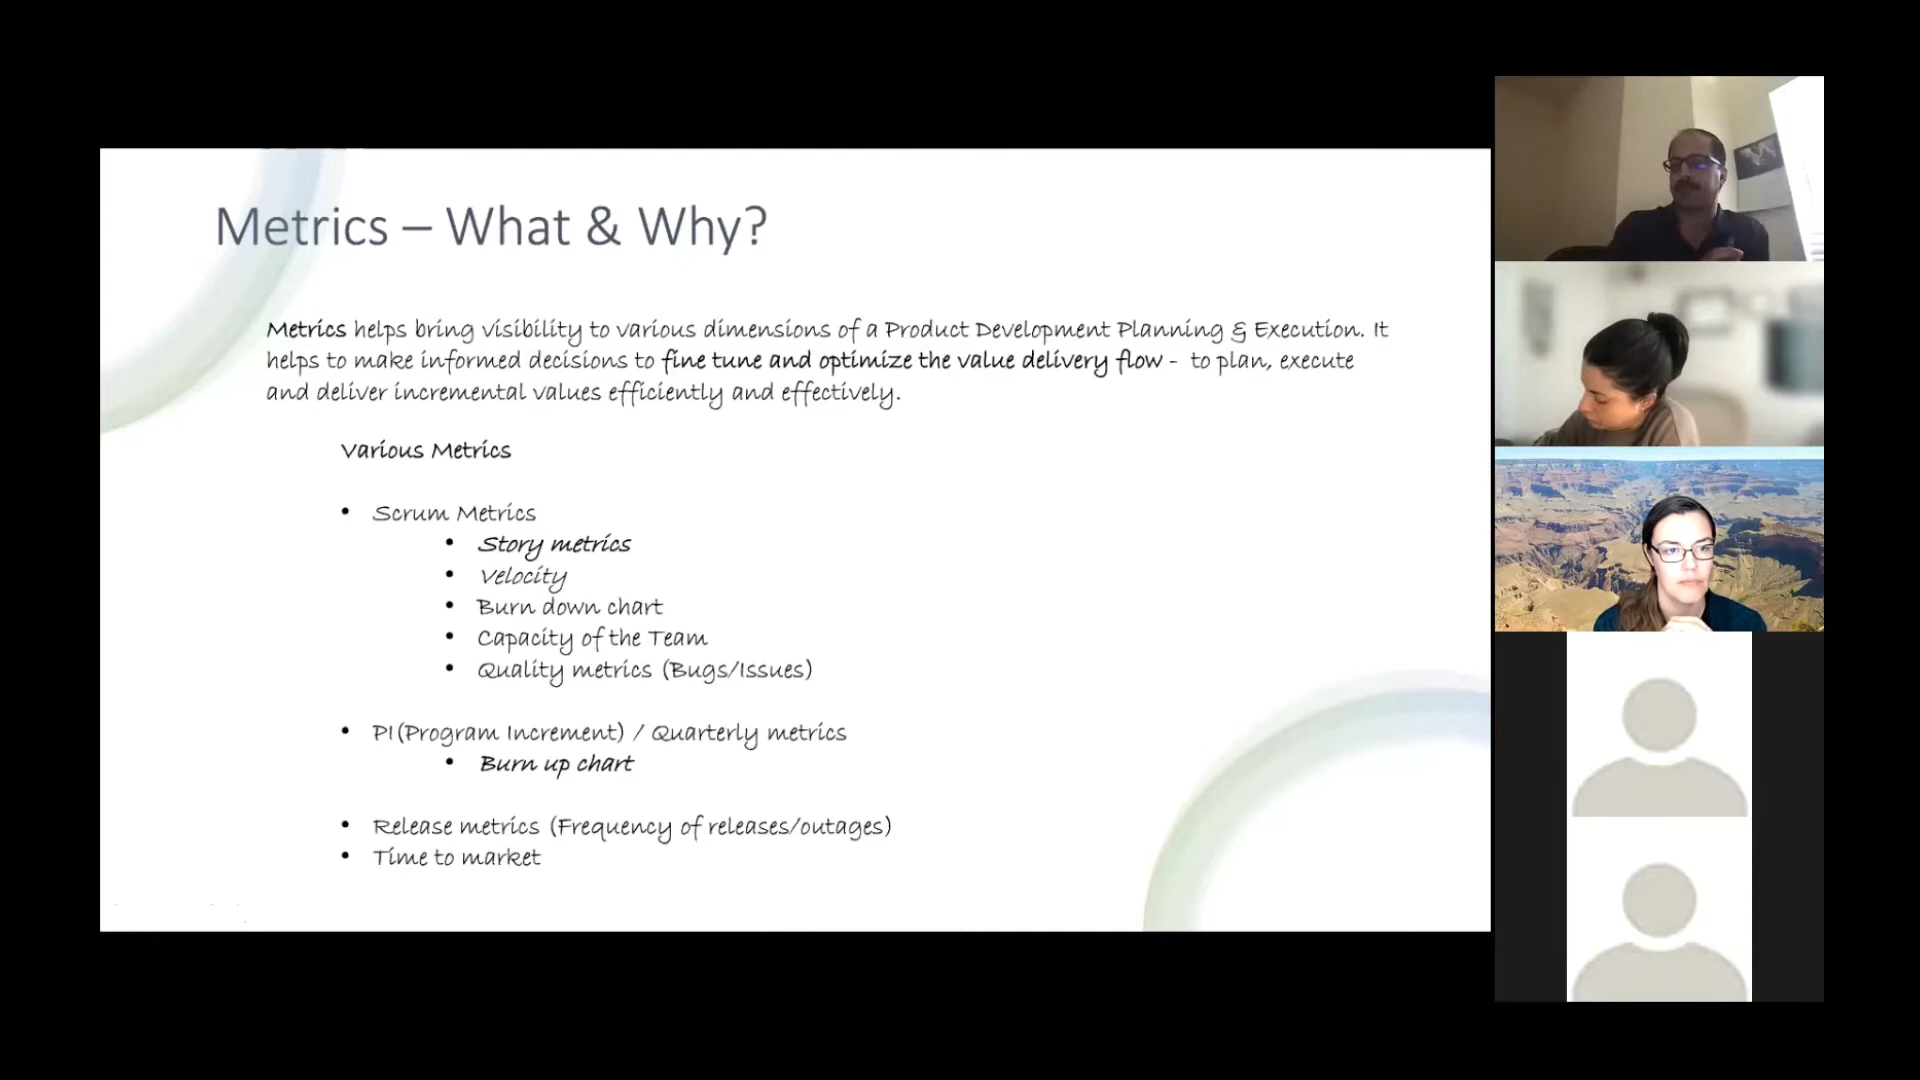 Metrics – What & Why?
Metrics helps bring visibility to various dimensions of a Product Development Planning & Execution. It
helps to make informed decisions to fine tune and optimize the value delivery flow - to plan, execute
and deliver incremental values efficiently and effectively.
Various Metrics
• Scrum Metrics
• Story metrics
• Velocity
• Burn down chart
• Capacity of the Team
• Quality metrics (Bugs/Issues)
• PI(Program Increment) / Quarterly metrics
• Burn up chart
• Release metrics (Frequency of releases/outages)
• Time to market